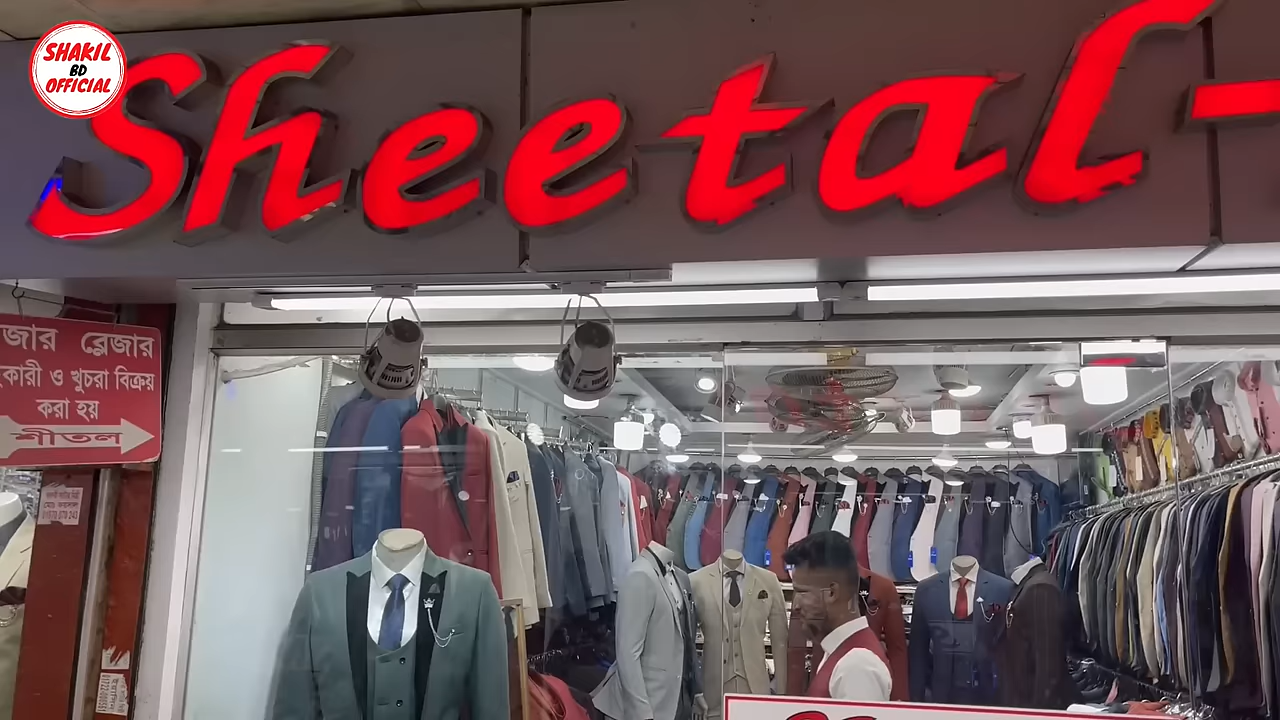 SHAKIL
BD
OFFICIAL
Sheetal-
জার ব্লেজার
কারী ও খুচরা বিক্রয়
করা হয়
শীতল